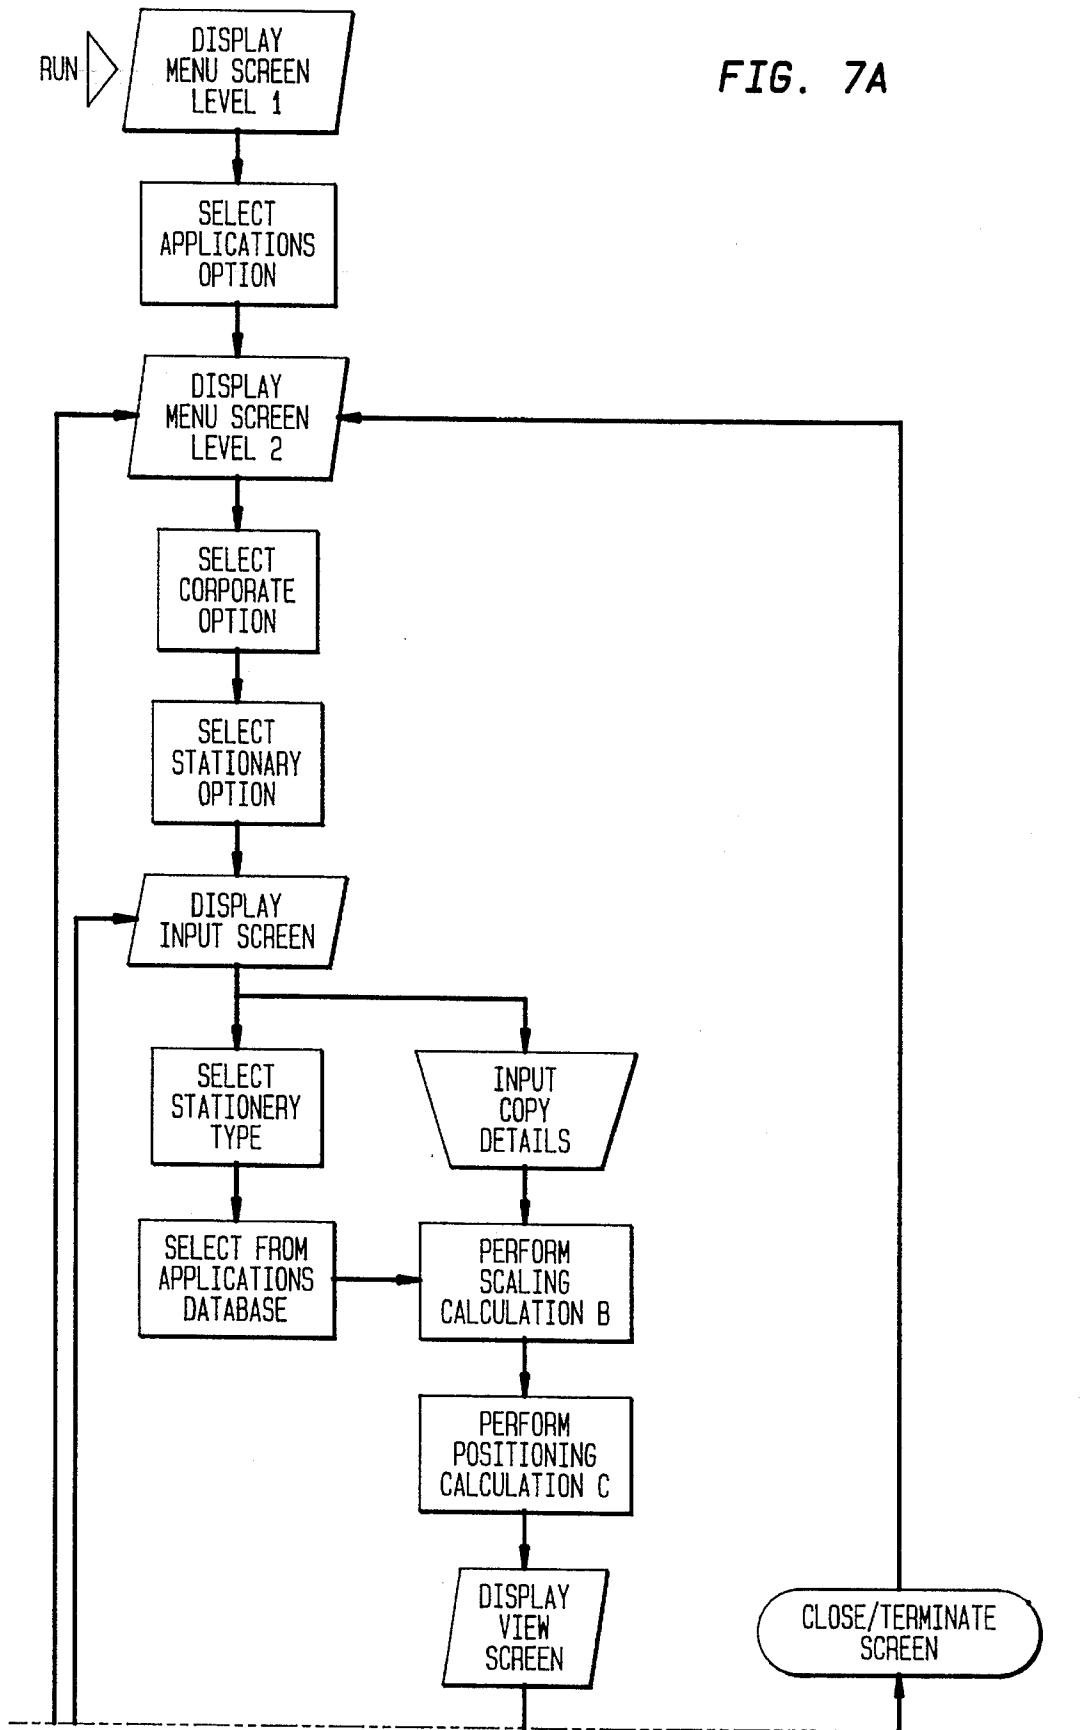 FIG. 7A
RUN
DISPLAY
MENU SCREEN
LEVEL 1
SELECT
APPLICATIONS
OPTION
DISPLAY
MENU SCREEN
LEVEL 2
SELECT
CORPORATE
OPTION
SELECT
STATIONARY
OPTION
DISPLAY
INPUT SCREEN
SELECT
STATIONERY
TYPE
INPUT
COPY
DETAILS
SELECT FROM
APPLICATIONS
DATABASE
PERFORM
SCALING
CALCULATION B
PERFORM
POSITIONING
CALCULATION C
DISPLAY
VIEW
SCREEN
CLOSE/TERMINATE
SCREEN